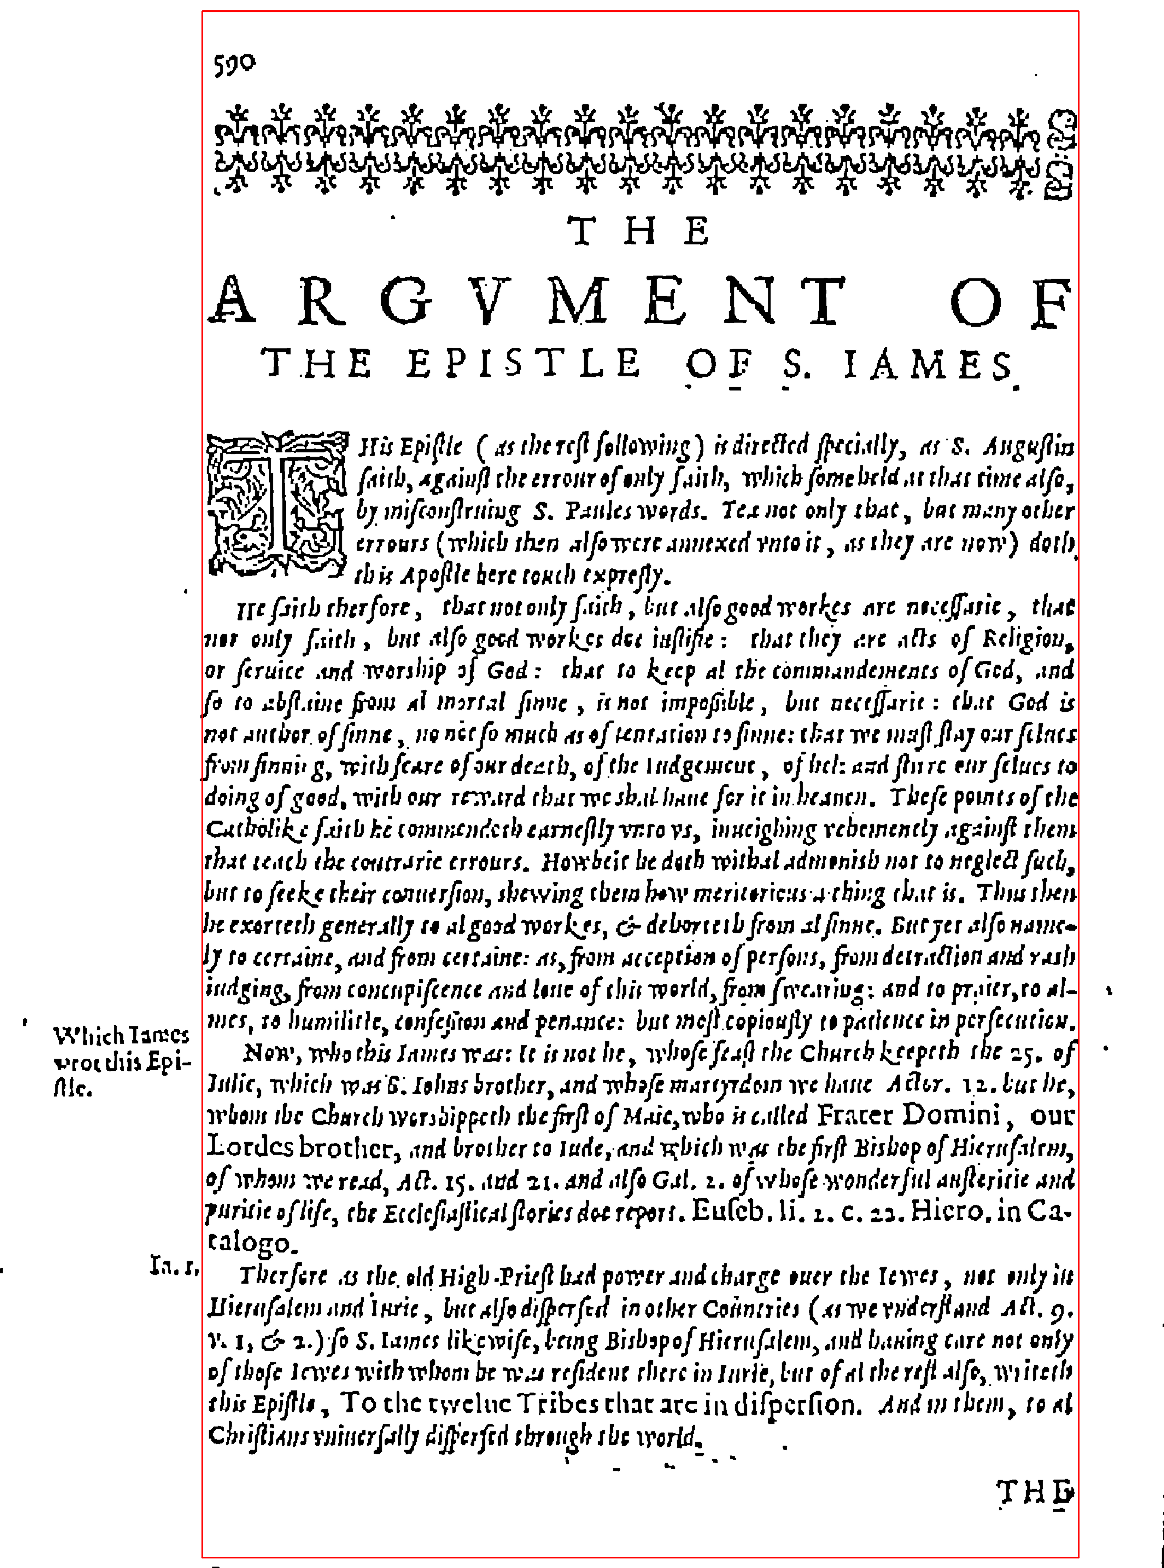 590
THE
ARGVMENT OF
THE EPISTLE OF S. IAMES.
THis Epiſtle ( as the reſt following ) is directed ſpecially, as S. Auguſtin
ſaith, againſt the errour of only faith, which ſome held at that time alſo,
by miſconſtruing S. Paules words. Yea not only that, but many other
errours (which then alſo were annexed vnto it, as they are now) doth
this Apoſtle here touch expreſly.
He ſaith therfore, that not only faith, but alſo good workes are neceſſarie, that
not only faith, but alſo good workes doe iuſtifie: that they are acts of Religion,
or ſeruice and worship of God: that to keep al the commandements of God, and
ſo to abſtaine from al mortal ſinne, is not impoſsible, but neceſſarie: that God is
not author of ſinne, no not ſo much as of tentation to ſinne: that we muſt ſtay our ſelues
from ſinning, with feare of our death, of the Iudgement, of hel: and ſturre our ſelues to
doing of good, with our reward that we shal haue for it in heauen. Theſe points of the
Catholike faith he commendeth earneſtly vnto vs, inueighing vehemently againſt them
that teach the contrarie errours. Howbeit he doth withal admonish not to neglect ſuch,
but to ſeeke their conuerſion, shewing them how meritorious a thing that is. Thus then
he exorteth generally to al good workes, & dehorteth from al ſinne. But yet alſo name-
ly to certaine, and from certaine: as, from acception of perſons, from detraction and rash
iudging, from concupiſcence and loue of this world, from ſwearing: and to praier, to al-
mes, to humilitie, confeſsion and penance: but moſt copiouſly to patience in perſecution.
Which Iames
wrot this Epi-
ſtle.
Now, who this Iames was: It is not he, whoſe feaſt the Church keepeth the 25. of
Iulie, which was S. Iohns brother, and whoſe martyrdom we haue Actor. 12. but he,
whom the Church worshippeth the firſt of Maie, who is called Frater Domini, our
Lordes brother, and brother to Iude, and which was the firſt Bishop of Hieruſalem,
of whom we read, Act. 15. and 21. and alſo Gal. 2. of whoſe wonderful auſteritie and
puritie of life, the Eccleſiaſtical ſtories doe report. Euſeb. li. 2. c. 22. Hiero. in Ca-
talogo.
Ia. 1,
Therfore as the old High-Prieſt had power and charge ouer the Iewes, not only in
Hieruſalem and Iurie, but alſo diſperſed in other Countries (as we vnderſtand Act. 9.
v. 1, & 2.) ſo S. Iames likewiſe, being Bishop of Hieruſalem, and hauing care not only
of thoſe Iewes with whom he was reſident there in Iurie, but of al the reſt alſo, writeth
this Epiſtle, To the twelue Tribes that are in diſperſion. And in them, to al
Chriſtians vniuerſally diſperſed through the world.
THE